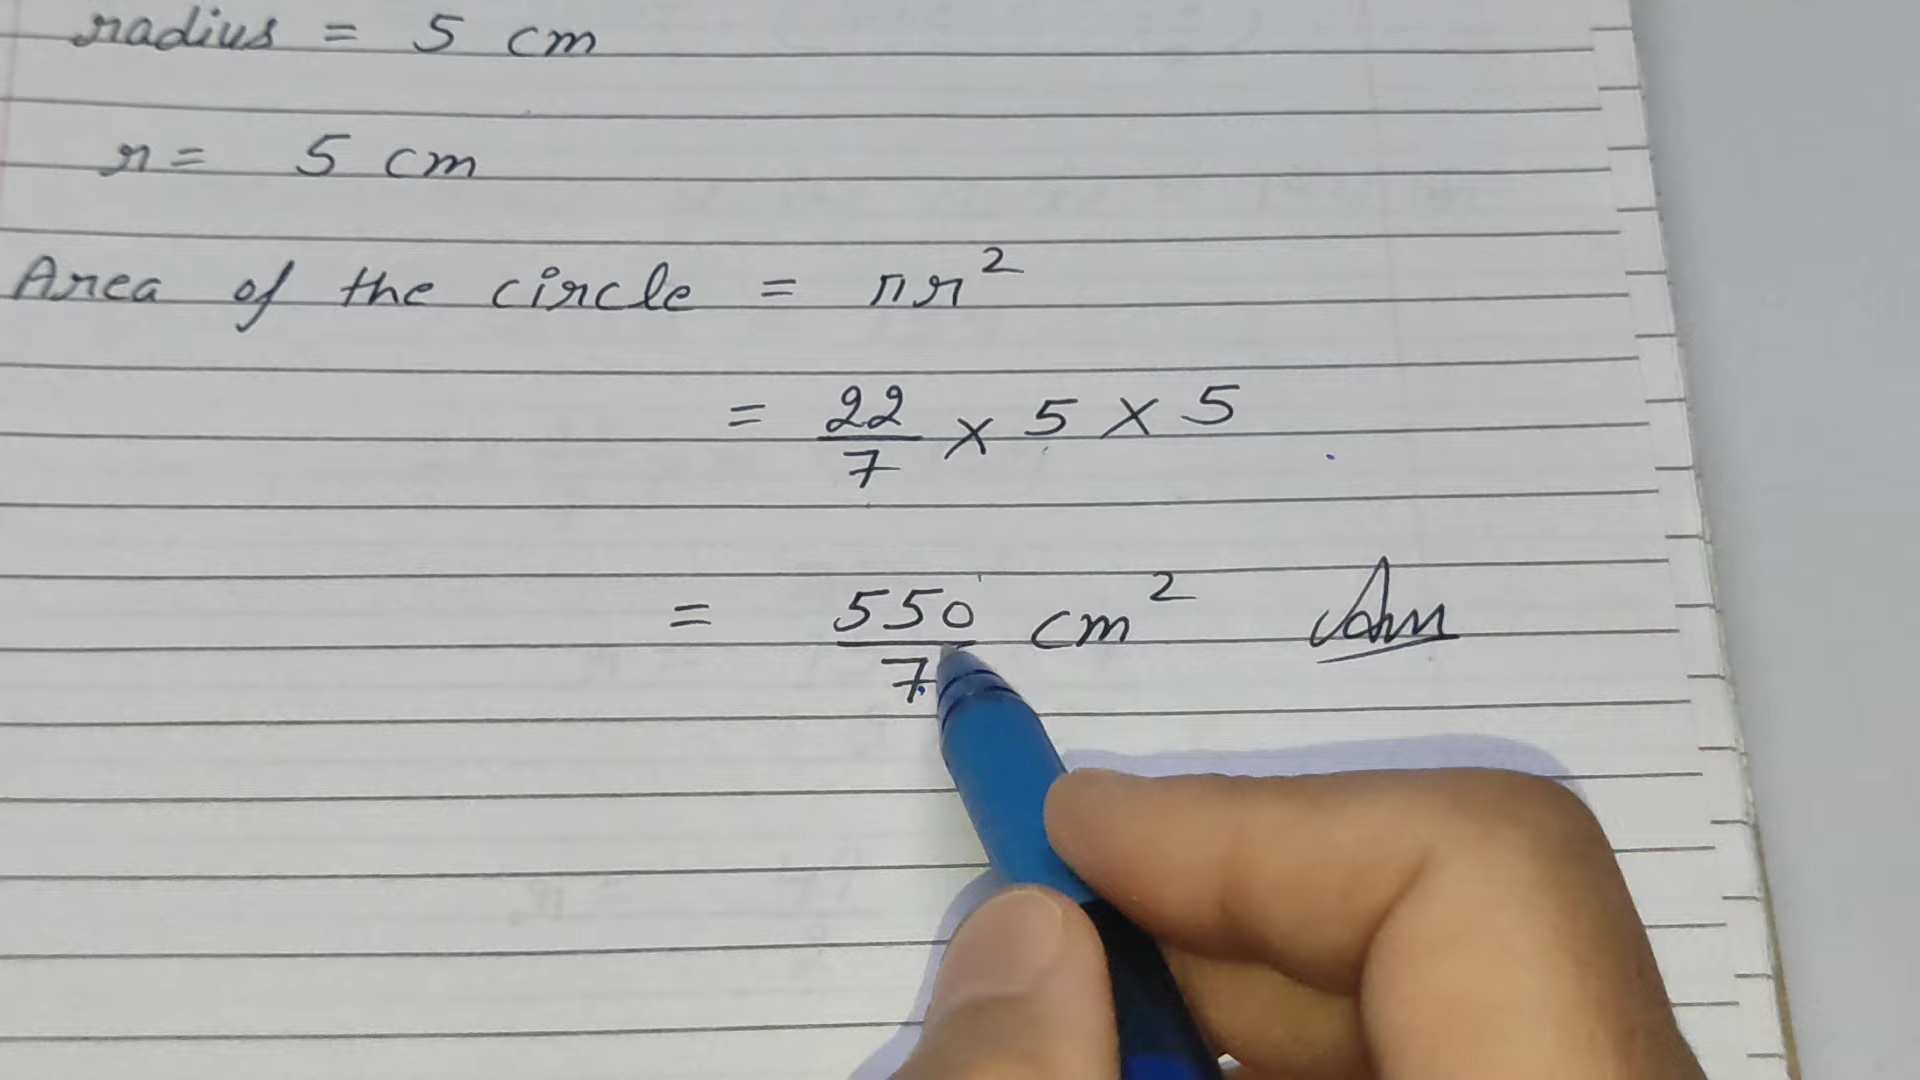 radius = 5 cm
r = 5 cm
Area of the circle = πr²
= 22/7 × 5 × 5
= 550/7 cm² Ans